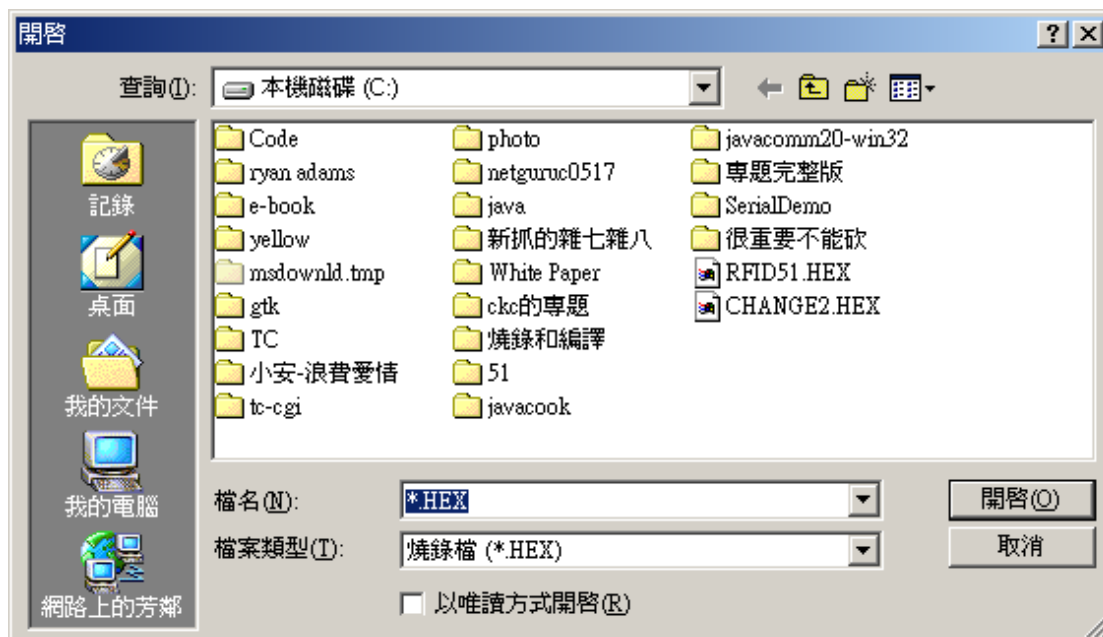 開啓
查詢(I):
本機磁碟 (C:)
記錄
桌面
我的文件
我的電腦
網路上的芳鄰
Code
ryan adams
e-book
yellow
msdownld.tmp
gtk
TC
小安-浪費愛情
tc-cgi
photo
netguruc0517
java
新抓的雜七雜八
White Paper
ckc的專題
燒錄和編譯
51
javacook
javacomm20-win32
專題完整版
SerialDemo
很重要不能砍
RFID51.HEX
CHANGE2.HEX
檔名(N):
*.HEX
開啓(O)
檔案類型(T):
燒錄檔 (*.HEX)
取消
以唯讀方式開啓(R)